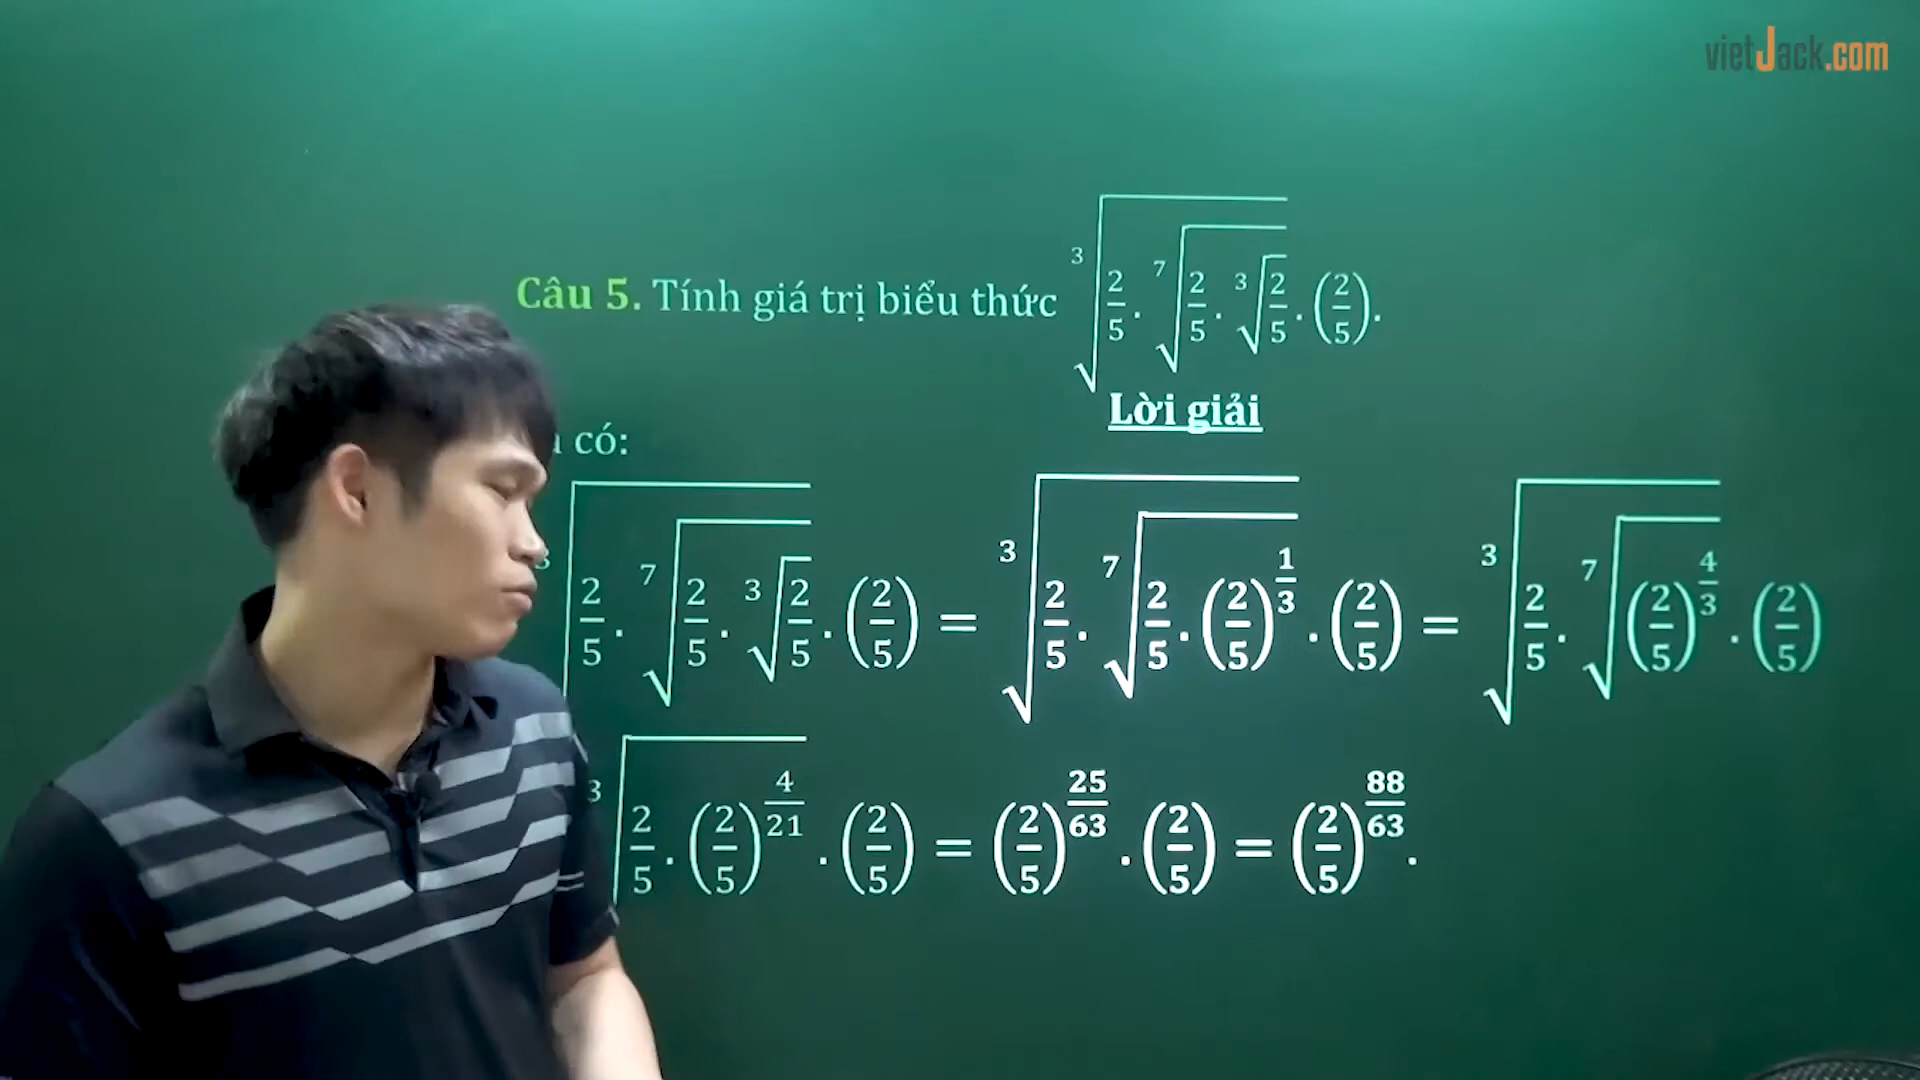 vietJack.com
Câu 5. Tính giá trị biểu thức ∛(2/5 . ⁷√(2/5 . ∛(2/5))) . (2/5).
Lời giải
có:
∛(2/5 . ⁷√(2/5 . ∛(2/5))) . (2/5) = ∛(2/5 . ⁷√(2/5 . (2/5)^(1/3))) . (2/5) = ∛(2/5 . ⁷√((2/5)^(4/3))) . (2/5)
∛(2/5 . (2/5)^(4/21)) . (2/5) = (2/5)^(25/63) . (2/5) = (2/5)^(88/63).